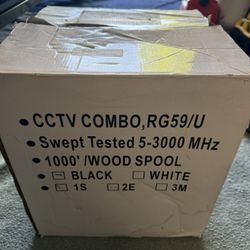 • CCTV COMBO,RG59/U
• Swept Tested 5-3000 MHz
• 1000' /WOOD SPOOL
• BLACK WHITE
• 1S 2E 3M